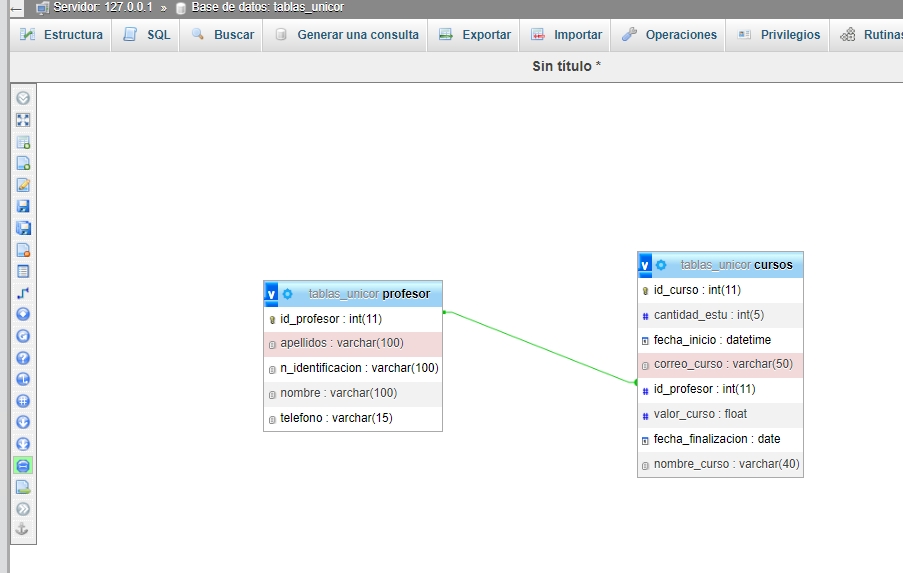 Servidor: 127.0.0.1 » Base de datos: tablas_unicor
Estructura SQL Buscar Generar una consulta Exportar Importar Operaciones Privilegios Rutinas
Sin título *
v tablas_unicor profesor
id_profesor : int(11)
apellidos : varchar(100)
n_identificacion : varchar(100)
nombre : varchar(100)
telefono : varchar(15)
v tablas_unicor cursos
id_curso : int(11)
# cantidad_estu : int(5)
fecha_inicio : datetime
correo_curso : varchar(50)
# id_profesor : int(11)
# valor_curso : float
fecha_finalizacion : date
nombre_curso : varchar(40)